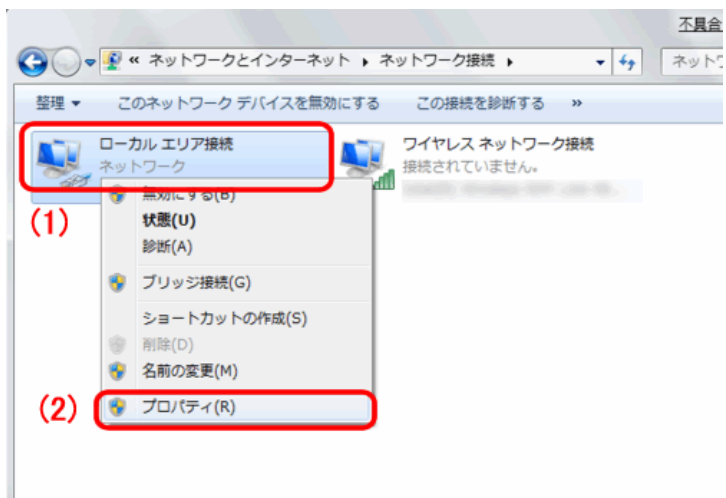 不具合
« ネットワークとインターネット ▸ ネットワーク接続 ▸
ネットワ
整理 ▼ このネットワーク デバイスを無効にする この接続を診断する »
ローカル エリア接続
ネットワーク
ワイヤレス ネットワーク接続
接続されていません。
(1)
無効にする(B)
状態(U)
診断(A)
ブリッジ接続(G)
ショートカットの作成(S)
削除(D)
名前の変更(M)
(2)
プロパティ(R)